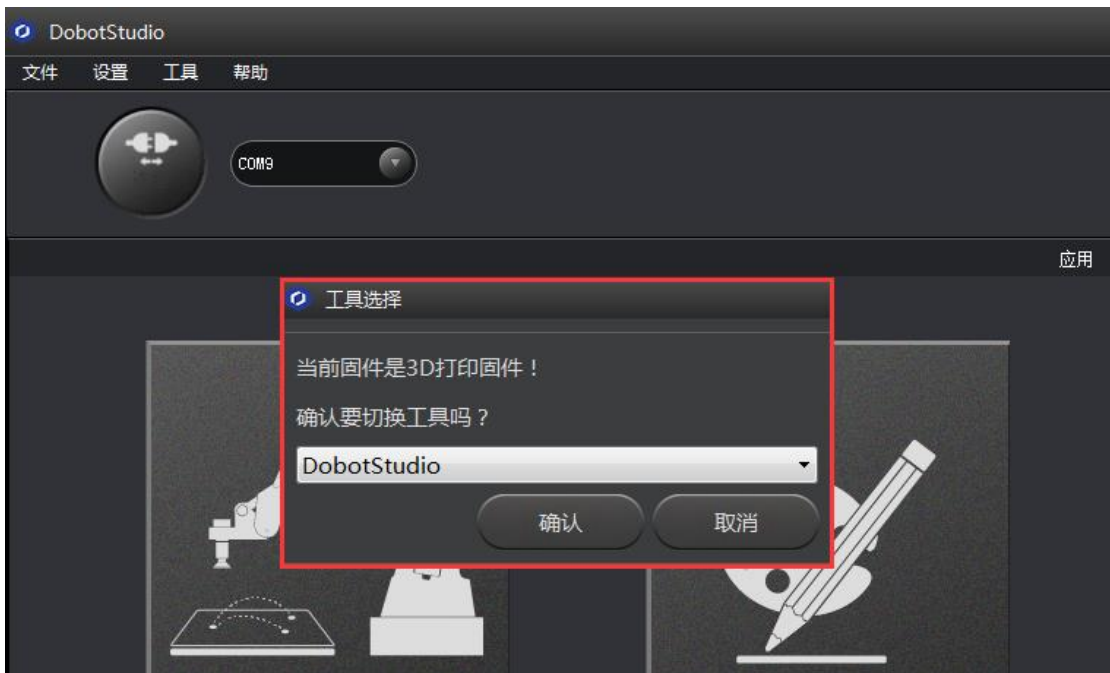 DobotStudio
文件 设置 工具 帮助
COM9
应用
工具选择
当前固件是3D打印固件！
确认要切换工具吗？
DobotStudio
确认 取消